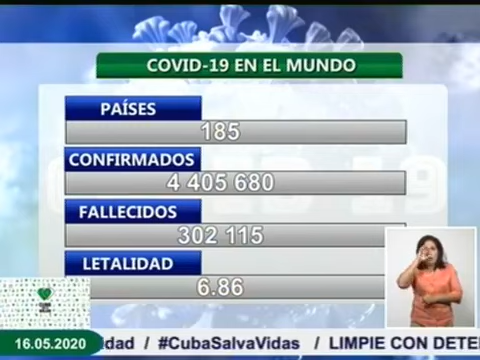 COVID-19 EN EL MUNDO
PAÍSES
185
CONFIRMADOS
4 405 680
FALLECIDOS
302 115
LETALIDAD
6.86
16.05.2020
idad / #CubaSalvaVidas / LIMPIE CON DETE